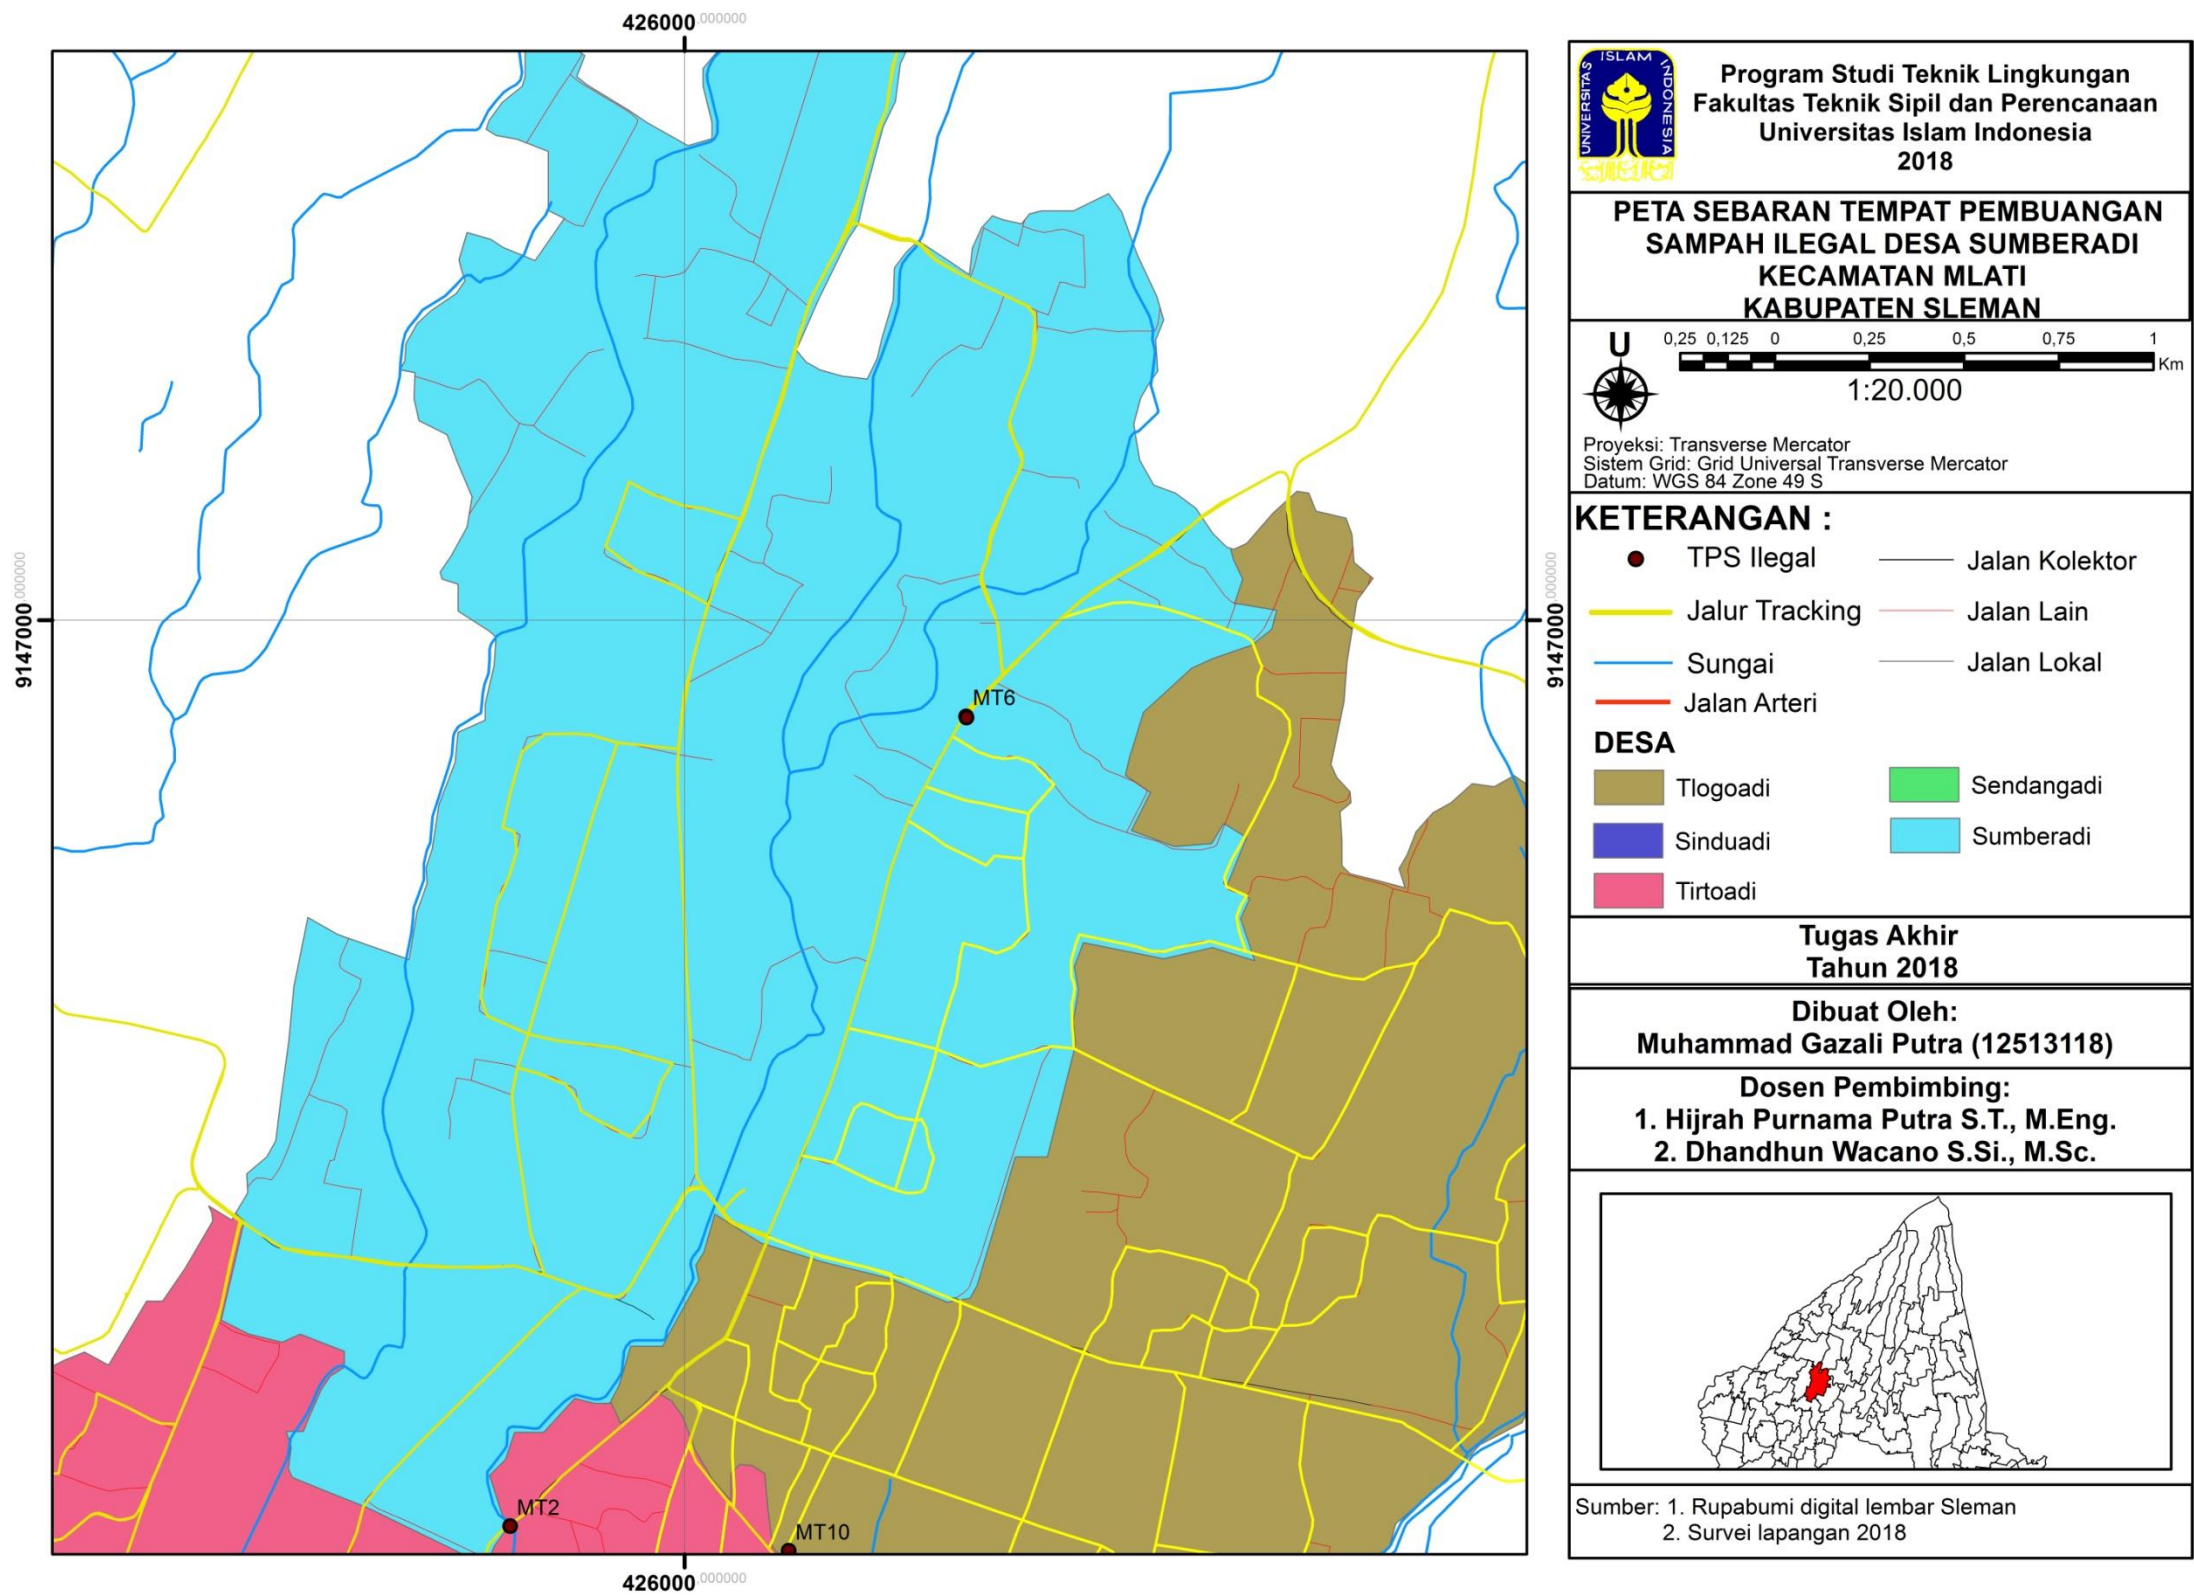 426000.000000
9147000.000000
MT6
MT2
MT10
9147000.000000
426000.000000
UNIVERSITAS
ISLAM
INDONESIA
Program Studi Teknik Lingkungan
Fakultas Teknik Sipil dan Perencanaan
Universitas Islam Indonesia
2018
PETA SEBARAN TEMPAT PEMBUANGAN
SAMPAH ILEGAL DESA SUMBERADI
KECAMATAN MLATI
KABUPATEN SLEMAN
U
0,25 0,125 0 0,25 0,5 0,75 1
Km
1:20.000
Proyeksi: Transverse Mercator
Sistem Grid: Grid Universal Transverse Mercator
Datum: WGS 84 Zone 49 S
KETERANGAN :
TPS Ilegal
Jalan Kolektor
Jalur Tracking
Jalan Lain
Sungai
Jalan Lokal
Jalan Arteri
DESA
Tlogoadi
Sendangadi
Sinduadi
Sumberadi
Tirtoadi
Tugas Akhir
Tahun 2018
Dibuat Oleh:
Muhammad Gazali Putra (12513118)
Dosen Pembimbing:
1. Hijrah Purnama Putra S.T., M.Eng.
2. Dhandhun Wacano S.Si., M.Sc.
Sumber: 1. Rupabumi digital lembar Sleman
2. Survei lapangan 2018